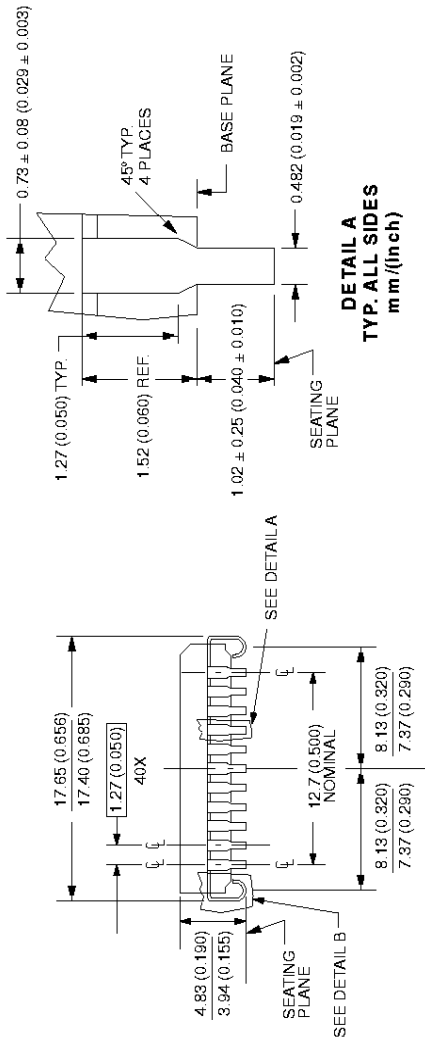 17.65 (0.656)
17.40 (0.685)
1.27 (0.050)
40X
℄
℄
4.83 (0.190)
3.94 (0.155)
SEATING
PLANE
SEE DETAIL B
SEE DETAIL A
℄
12.7 (0.500)
NOMINAL
8.13 (0.320)
7.37 (0.290)
8.13 (0.320)
7.37 (0.290)
0.73 ± 0.08 (0.029 ± 0.003)
45° TYP.
4 PLACES
BASE PLANE
1.27 (0.050) TYP.
1.52 (0.060) REF.
1.02 ± 0.25 (0.040 ± 0.010)
SEATING
PLANE
0.482 (0.019 ± 0.002)
DETAIL A
TYP. ALL SIDES
mm/(inch)